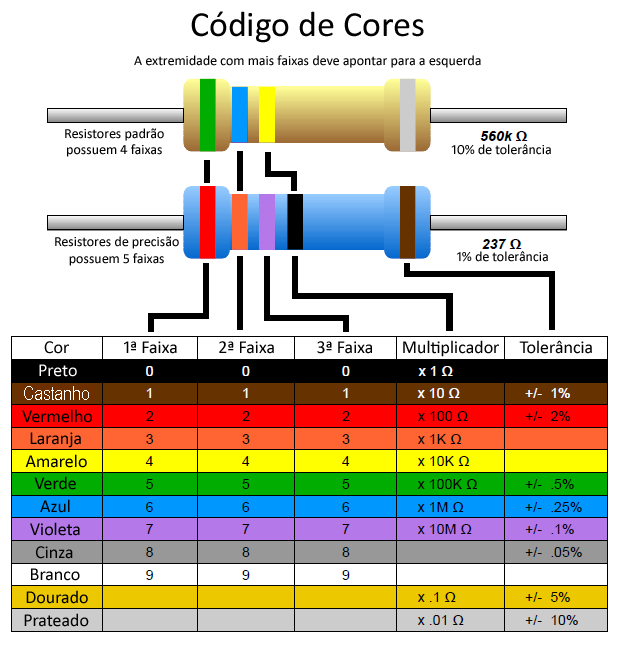 Código de Cores
A extremidade com mais faixas deve apontar para a esquerda
Resistores padrão
possuem 4 faixas
560k Ω
10% de tolerância
Resistores de precisão
possuem 5 faixas
237 Ω
1% de tolerância
Cor 1ª Faixa 2ª Faixa 3ª Faixa Multiplicador Tolerância
Preto 0 0 0 x 1 Ω
Castanho 1 1 1 x 10 Ω +/- 1%
Vermelho 2 2 2 x 100 Ω +/- 2%
Laranja 3 3 3 x 1K Ω
Amarelo 4 4 4 x 10K Ω
Verde 5 5 5 x 100K Ω +/- .5%
Azul 6 6 6 x 1M Ω +/- .25%
Violeta 7 7 7 x 10M Ω +/- .1%
Cinza 8 8 8 +/- .05%
Branco 9 9 9
Dourado x .1 Ω +/- 5%
Prateado x .01 Ω +/- 10%